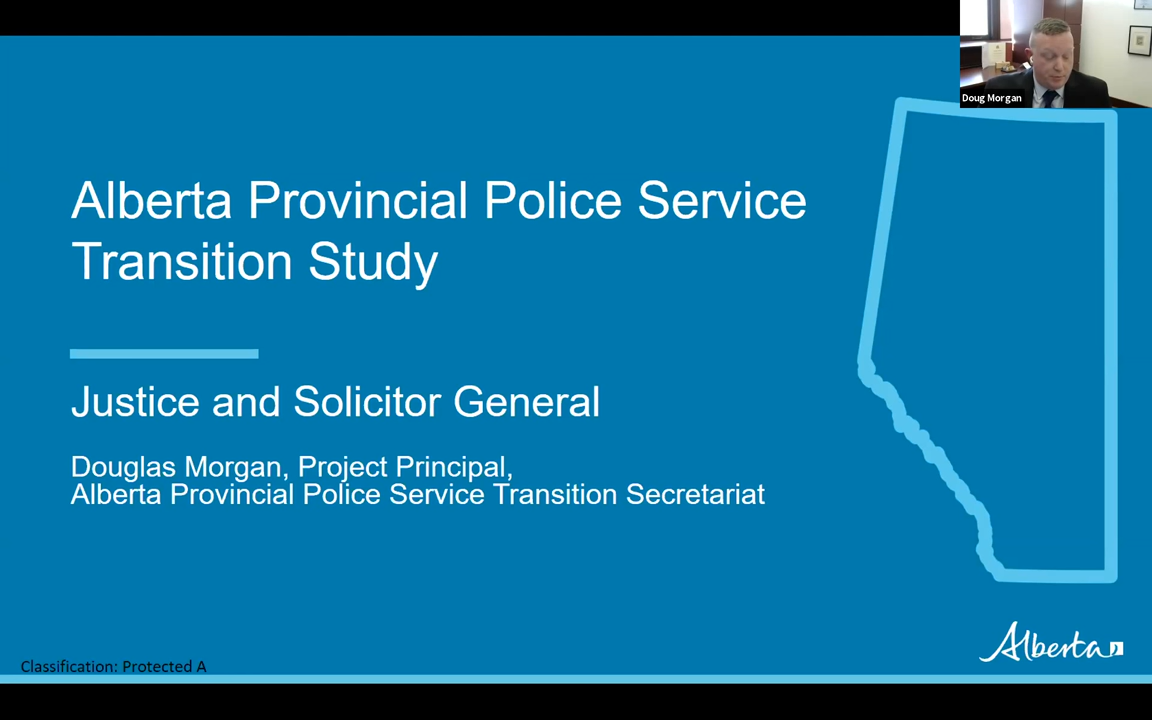 Doug Morgan
Alberta Provincial Police Service
Transition Study
Justice and Solicitor General
Douglas Morgan, Project Principal,
Alberta Provincial Police Service Transition Secretariat
Alberta
Classification: Protected A